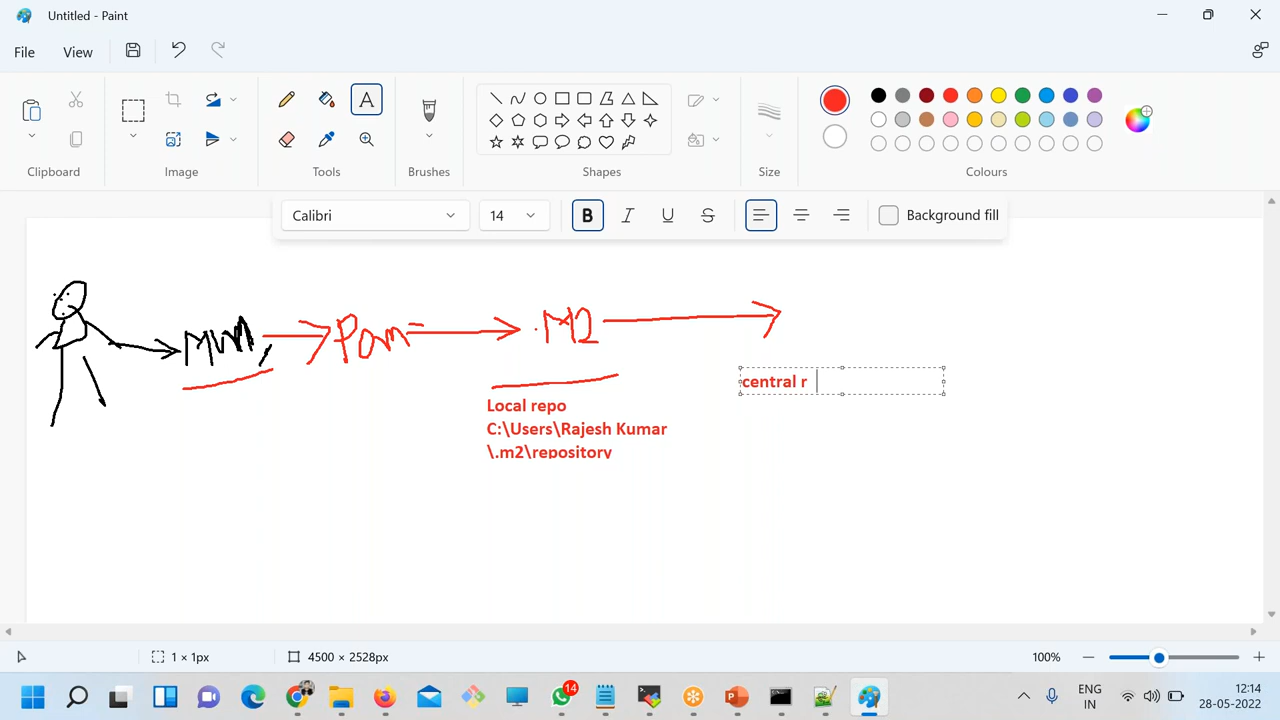 Untitled - Paint
File
View
Clipboard
Image
Tools
Brushes
Shapes
Size
Colours
Calibri
14
B
I
U
S
Background fill
Mvn
Pom
.M2
Local repo
C:\Users\Rajesh Kumar
\.m2\repository
central r
1 × 1px
4500 × 2528px
100%
14
ENG
IN
12:14
28-05-2022